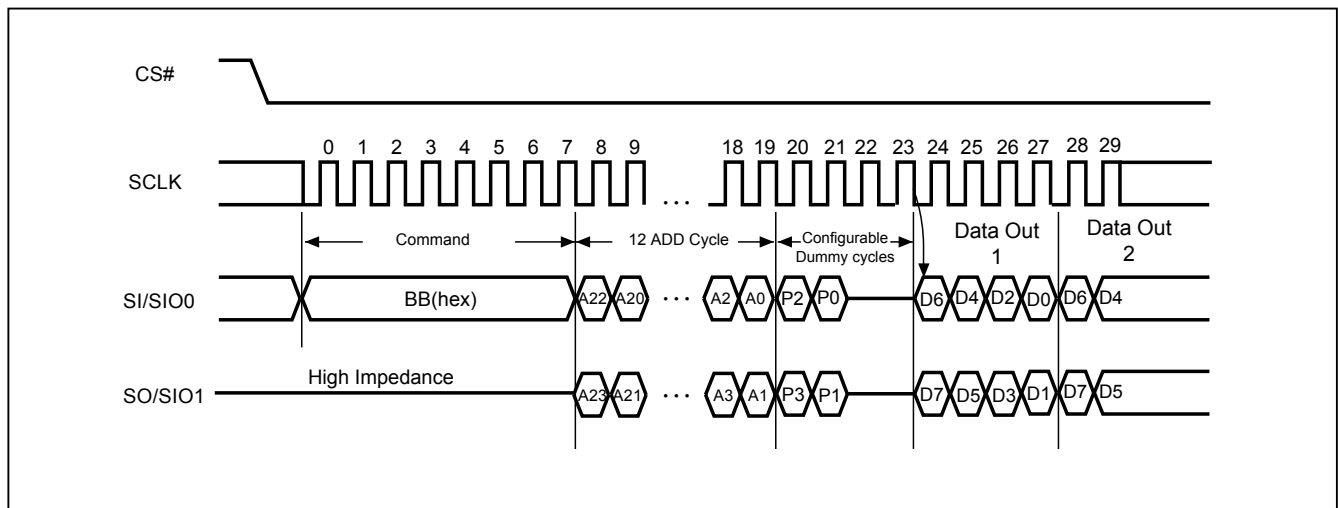 CS#
0 1 2 3 4 5 6 7 8 9 18 19 20 21 22 23 24 25 26 27 28 29
SCLK
...
Command
12 ADD Cycle
Configurable
Dummy cycles
Data Out
1
Data Out
2
SI/SIO0
BB(hex)
A22 A20 ... A2 A0 P2 P0 D6 D4 D2 D0 D6 D4
High Impedance
SO/SIO1
A23 A21 ... A3 A1 P3 P1 D7 D5 D3 D1 D7 D5